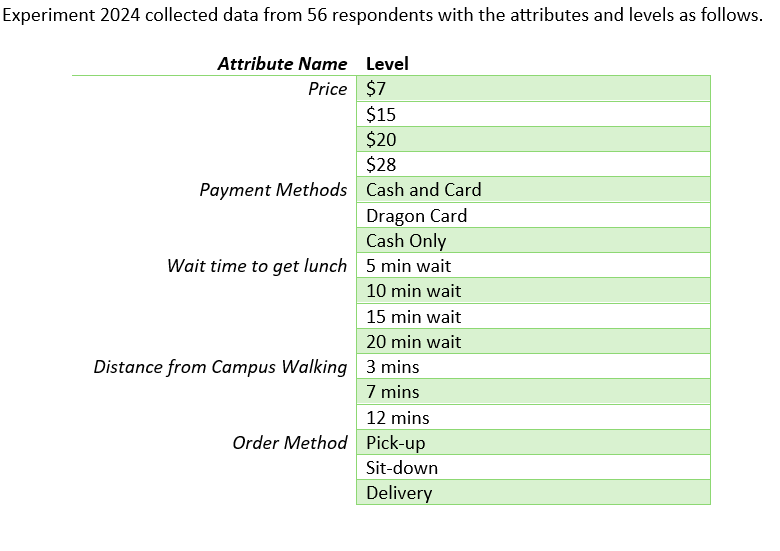 Experiment 2024 collected data from 56 respondents with the attributes and levels as follows.
Attribute Name Level
Price $7
$15
$20
$28
Payment Methods Cash and Card
Dragon Card
Cash Only
Wait time to get lunch 5 min wait
10 min wait
15 min wait
20 min wait
Distance from Campus Walking 3 mins
7 mins
12 mins
Order Method Pick-up
Sit-down
Delivery